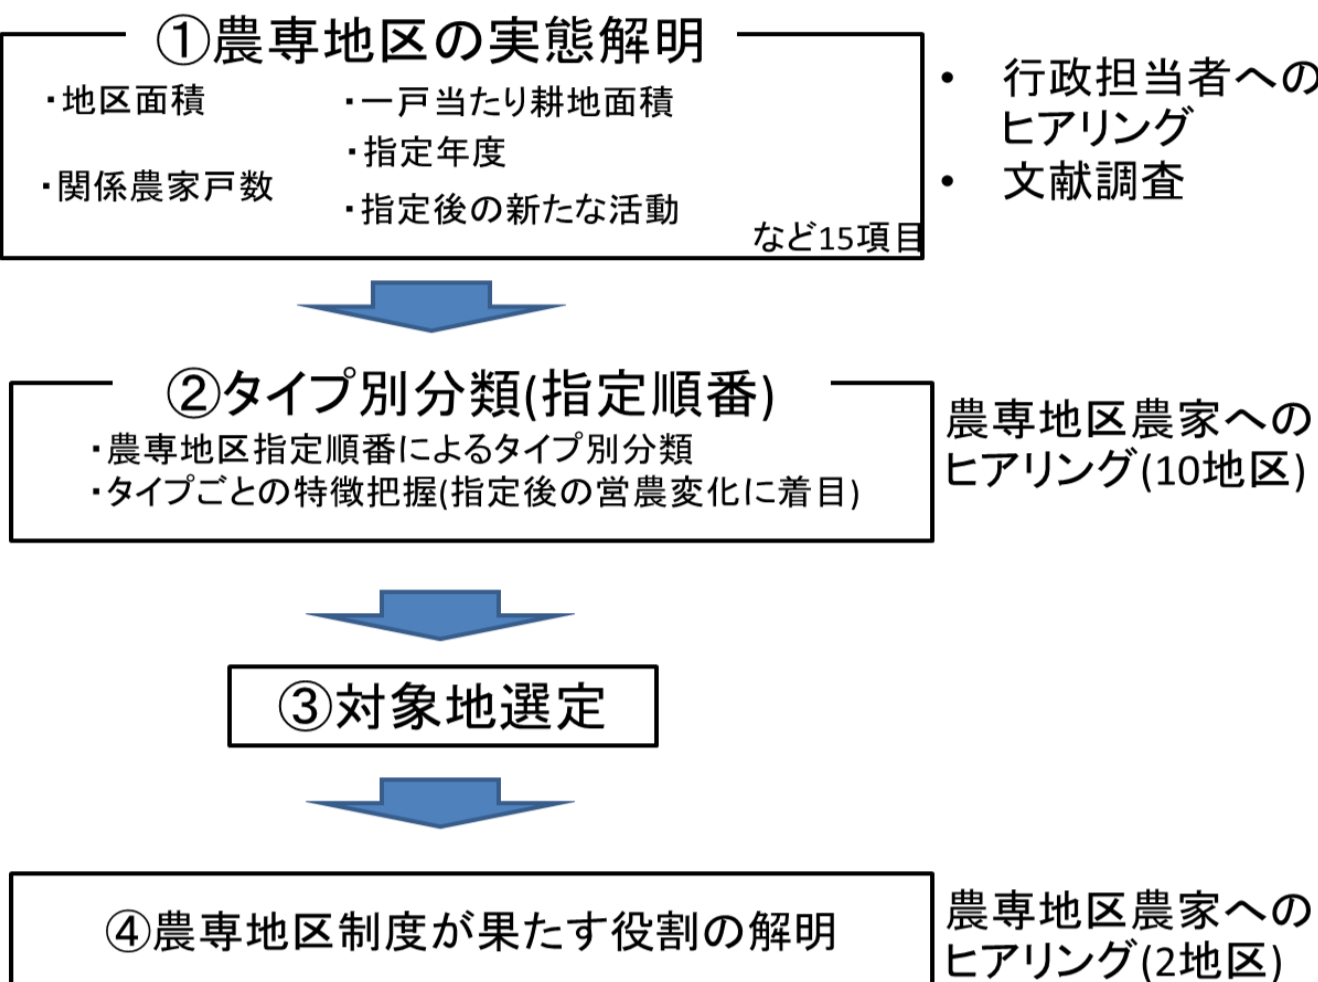 ①農専地区の実態解明
・地区面積
・一戸当たり耕地面積
・指定年度
・関係農家戸数
・指定後の新たな活動
など15項目
• 行政担当者への
ヒアリング
• 文献調査
②タイプ別分類(指定順番)
・農専地区指定順番によるタイプ別分類
・タイプごとの特徴把握(指定後の営農変化に着目)
農専地区農家への
ヒアリング(10地区)
③対象地選定
④農専地区制度が果たす役割の解明
農専地区農家への
ヒアリング(2地区)